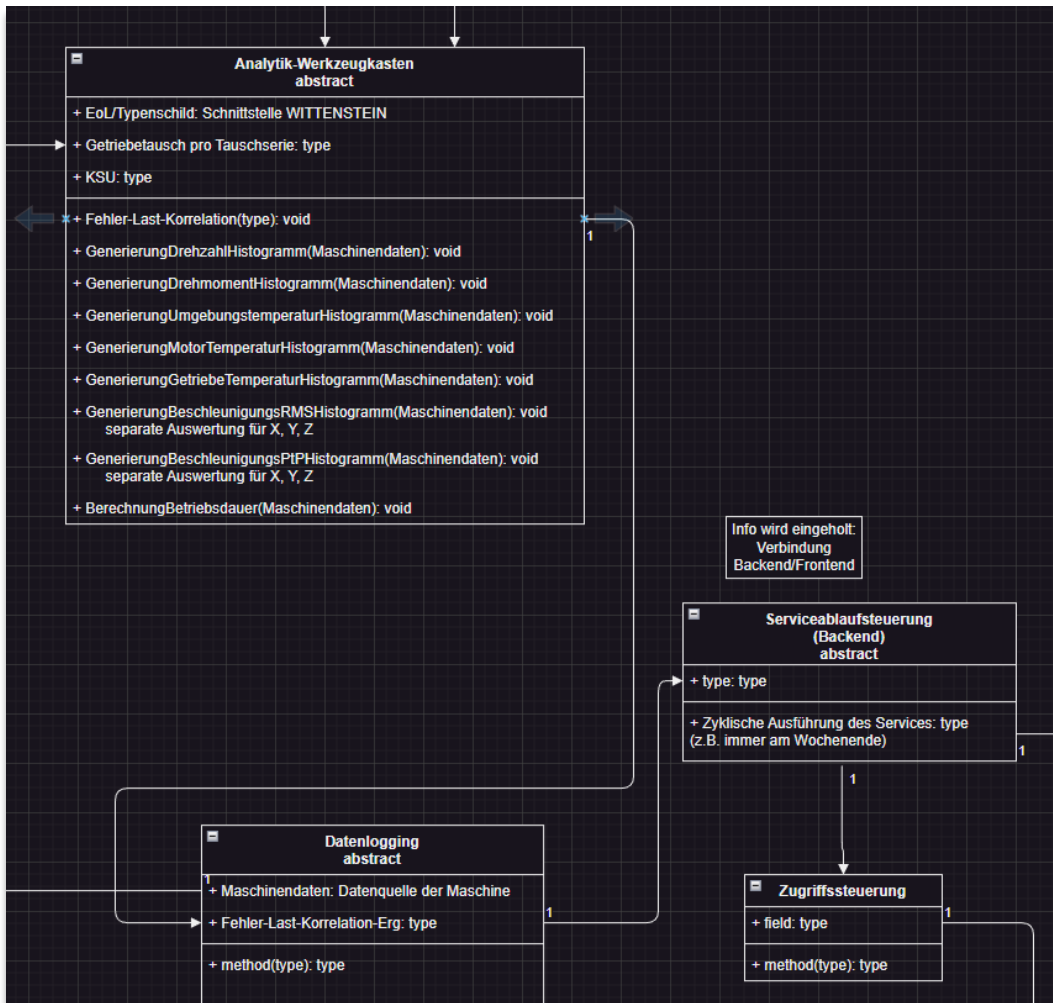 Analytik-Werkzeugkasten
abstract
+ EoL/Typenschild: Schnittstelle WITTENSTEIN
+ Getriebetausch pro Tauschserie: type
+ KSU: type
+ Fehler-Last-Korrelation(type): void
1
+ GenerierungDrehzahlHistogramm(Maschinendaten): void
+ GenerierungDrehmomentHistogramm(Maschinendaten): void
+ GenerierungUmgebungstemperaturHistogramm(Maschinendaten): void
+ GenerierungMotorTemperaturHistogramm(Maschinendaten): void
+ GenerierungGetriebeTemperaturHistogramm(Maschinendaten): void
+ GenerierungBeschleunigungsRMSHistogramm(Maschinendaten): void
separate Auswertung für X, Y, Z
+ GenerierungBeschleunigungsPtPHistogramm(Maschinendaten): void
separate Auswertung für X, Y, Z
+ BerechnungBetriebsdauer(Maschinendaten): void
Info wird eingeholt:
Verbindung
Backend/Frontend
Serviceablaufsteuerung
(Backend)
abstract
+ type: type
+ Zyklische Ausführung des Services: type
(z.B. immer am Wochenende)
1
1
Datenlogging
abstract
1
+ Maschinendaten: Datenquelle der Maschine
+ Fehler-Last-Korrelation-Erg: type
1
+ method(type): type
Zugriffssteuerung
+ field: type
1
+ method(type): type